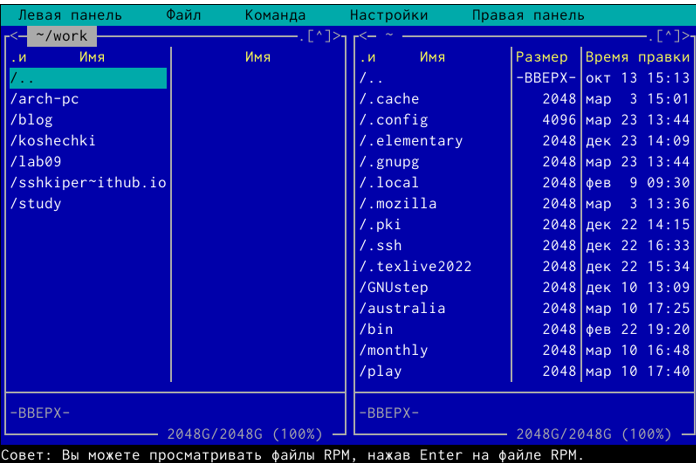 Левая панель Файл Команда Настройки Правая панель
<─ ~/work .[^]>
.и Имя Имя
/..
/arch-pc
/blog
/koshechki
/lab09
/sshkiper~ithub.io
/study
-ВВЕРХ-
2048G/2048G (100%)
<─ ~ .[^]>
.и Имя Размер Время правки
/.. -ВВЕРХ- окт 13 15:13
/.cache 2048 мар 3 15:01
/.config 4096 мар 23 13:44
/.elementary 2048 дек 23 14:09
/.gnupg 2048 мар 23 13:44
/.local 2048 фев 9 09:30
/.mozilla 2048 мар 3 13:36
/.pki 2048 дек 22 14:15
/.ssh 2048 дек 22 16:33
/.texlive2022 2048 дек 22 15:34
/GNUstep 2048 дек 10 13:09
/australia 2048 мар 10 17:25
/bin 2048 фев 22 19:20
/monthly 2048 мар 10 16:48
/play 2048 мар 10 17:40
-ВВЕРХ-
2048G/2048G (100%)
Совет: Вы можете просматривать файлы RPM, нажав Enter на файле RPM.